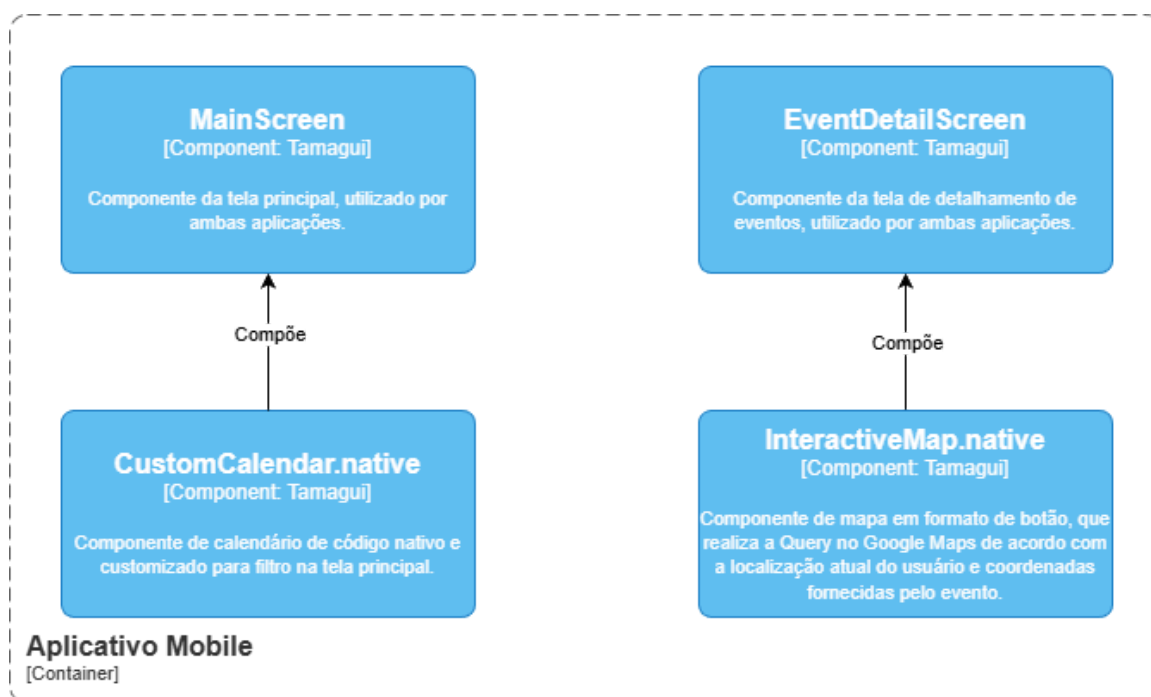 MainScreen
[Component: Tamagui]
Componente da tela principal, utilizado por
ambas aplicações.
EventDetailScreen
[Component: Tamagui]
Componente da tela de detalhamento de
eventos, utilizado por ambas aplicações.
Compõe
Compõe
CustomCalendar.native
[Component: Tamagui]
Componente de calendário de código nativo e
customizado para filtro na tela principal.
InteractiveMap.native
[Component: Tamagui]
Componente de mapa em formato de botão, que
realiza a Query no Google Maps de acordo com
a localização atual do usuário e coordenadas
fornecidas pelo evento.
Aplicativo Mobile
[Container]